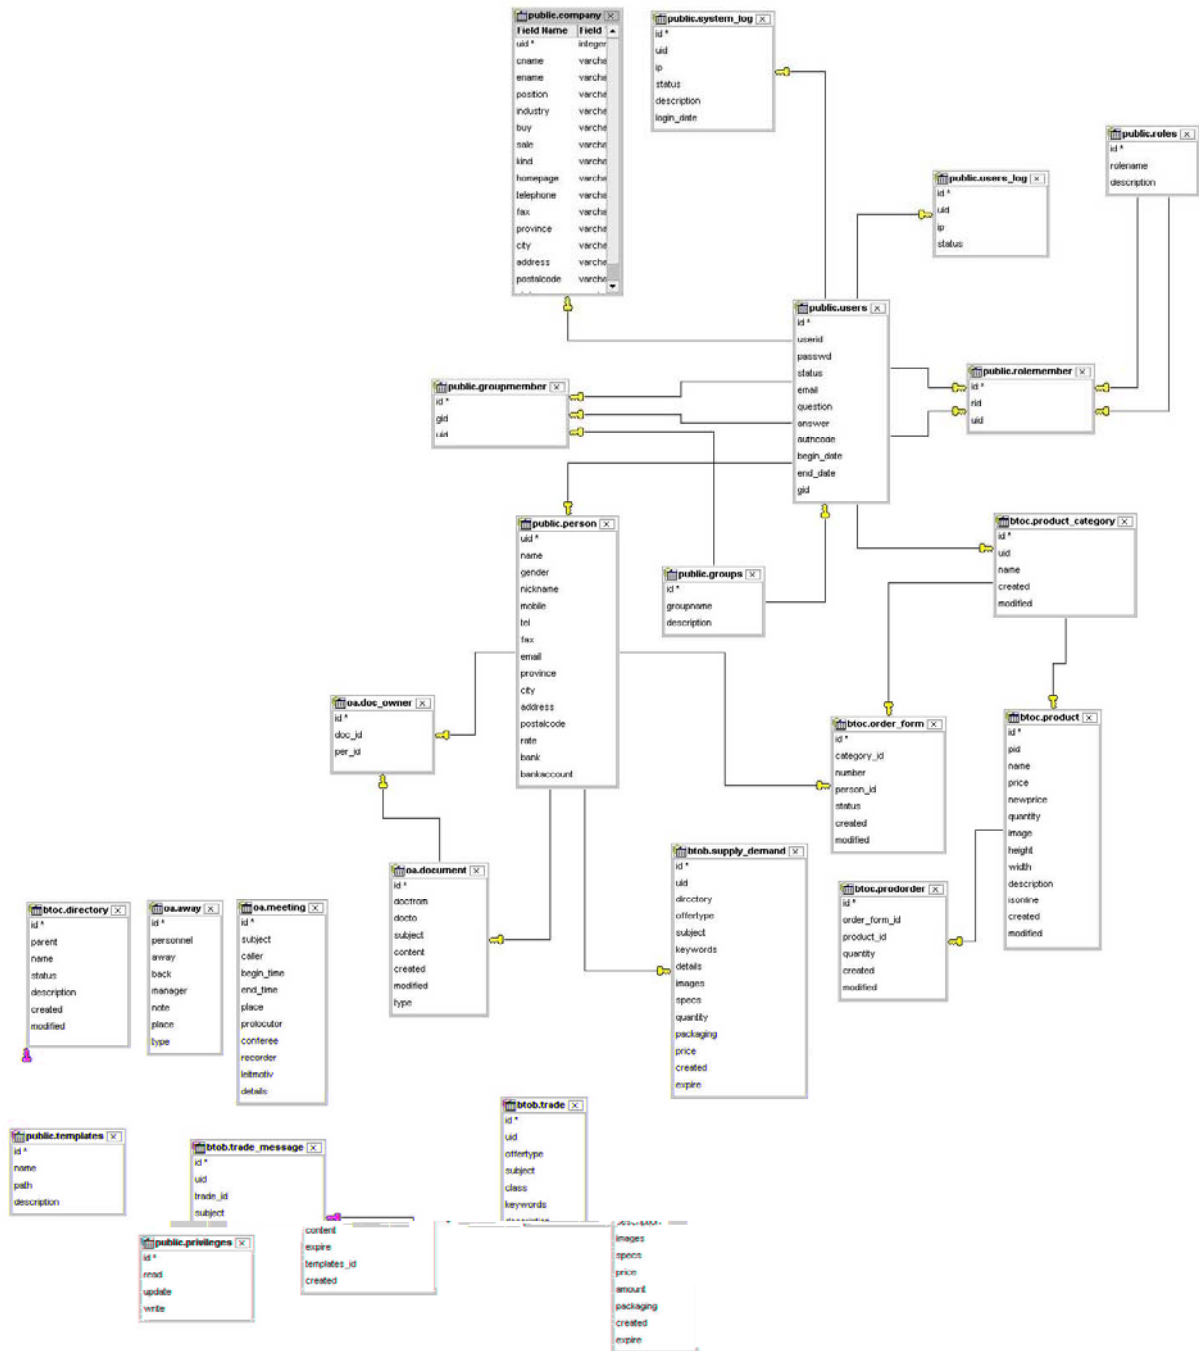 public.company
Field Name Field
uid * integer
cname varcha
ename varcha
position varcha
industry varcha
buy varcha
sale varcha
kind varcha
homepage varcha
telephone varcha
fax varcha
province varcha
city varcha
address varcha
postalcode varcha
public.system_log
id *
uid
ip
status
description
login_date
public.roles
id *
rolename
description
public.users_log
id *
uid
ip
status
public.users
id *
userid
passwd
status
email
question
answer
authcode
begin_date
end_date
gid
public.rolemember
id *
rid
uid
public.groupmember
id *
gid
uid
public.person
uid *
name
gender
nickname
mobile
tel
fax
email
province
city
address
postalcode
rate
bank
bankaccount
public.groups
id *
groupname
description
btoc.product_category
id *
uid
name
created
modified
oa.doc_owner
id *
doc_id
per_id
btoc.order_form
id *
category_id
number
person_id
status
created
modified
btoc.product
id *
pid
name
price
newprice
quantity
image
height
width
description
isonline
created
modified
oa.document
id *
docfrom
docto
subject
content
created
modified
type
btob.supply_demand
id *
uid
directory
offertype
subject
keywords
details
images
specs
quantity
packaging
price
created
expire
btoc.prodorder
id *
order_form_id
product_id
quantity
created
modified
btoc.directory
id *
parent
name
status
description
created
modified
oa.away
id *
personnel
away
back
manager
note
place
type
oa.meeting
id *
subject
caller
begin_time
end_time
place
prolocutor
conferee
recorder
leitmotiv
details
public.templates
id *
name
path
description
btob.trade_message
id *
uid
trade_id
subject
content
expire
templates_id
created
btob.trade
id *
uid
offertype
subject
class
keywords
description
images
specs
price
amount
packaging
created
expire
public.privileges
id *
read
update
write